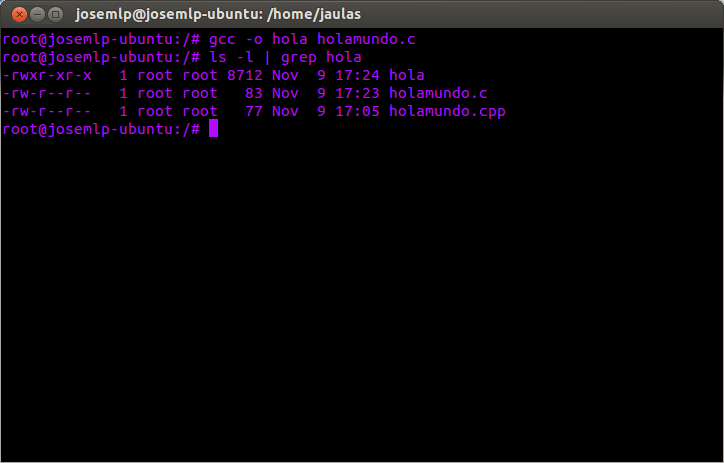 josemlp@josemlp-ubuntu: /home/jaulas
root@josemlp-ubuntu:/# gcc -o hola holamundo.c
root@josemlp-ubuntu:/# ls -l | grep hola
-rwxr-xr-x   1 root root 8712 Nov  9 17:24 hola
-rw-r--r--   1 root root   83 Nov  9 17:23 holamundo.c
-rw-r--r--   1 root root   77 Nov  9 17:05 holamundo.cpp
root@josemlp-ubuntu:/#